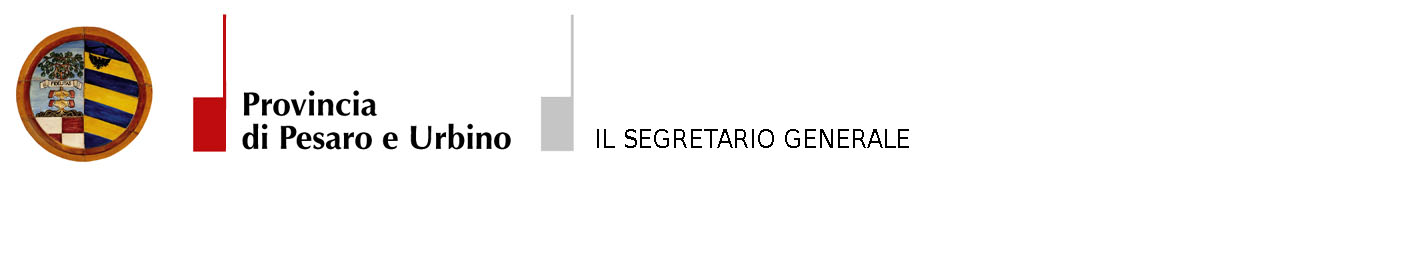 Provincia
di Pesaro e Urbino
IL SEGRETARIO GENERALE